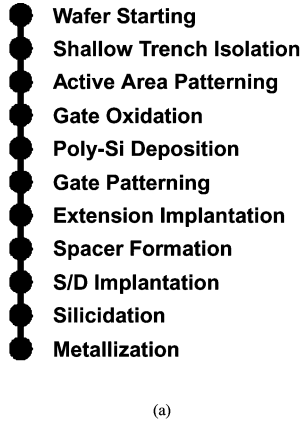 Wafer Starting
Shallow Trench Isolation
Active Area Patterning
Gate Oxidation
Poly-Si Deposition
Gate Patterning
Extension Implantation
Spacer Formation
S/D Implantation
Silicidation
Metallization
(a)